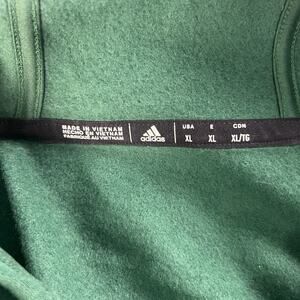 MADE IN VIETNAM
HECHO EN VIETNAM
FABRIQUÉ AU VIETNAM
adidas
USA E CDN
XL XL XL/TG